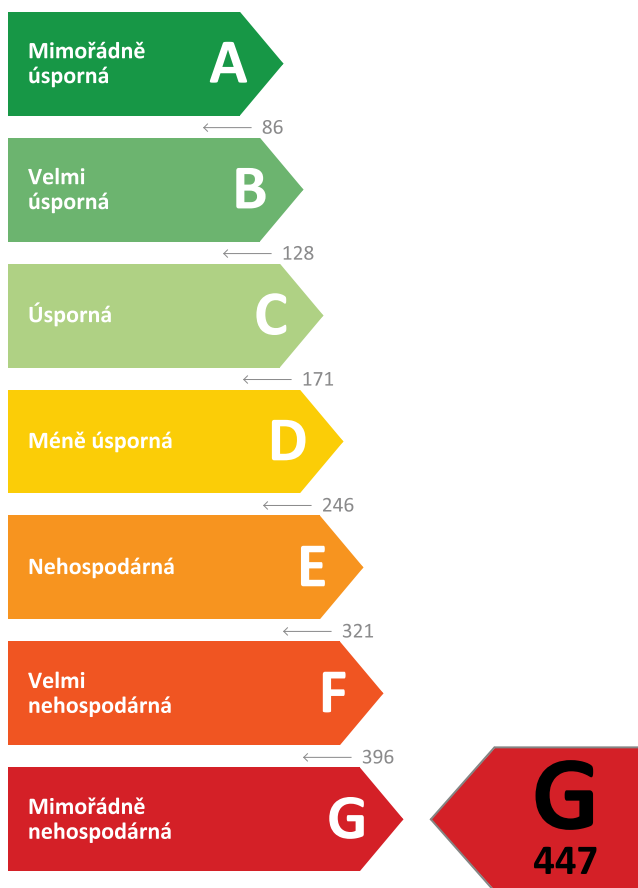 Mimořádně
úsporná
A
86
Velmi
úsporná
B
128
Úsporná
C
171
Méně úsporná
D
246
Nehospodárná
E
321
Velmi
nehospodárná
F
396
Mimořádně
nehospodárná
G
G
447